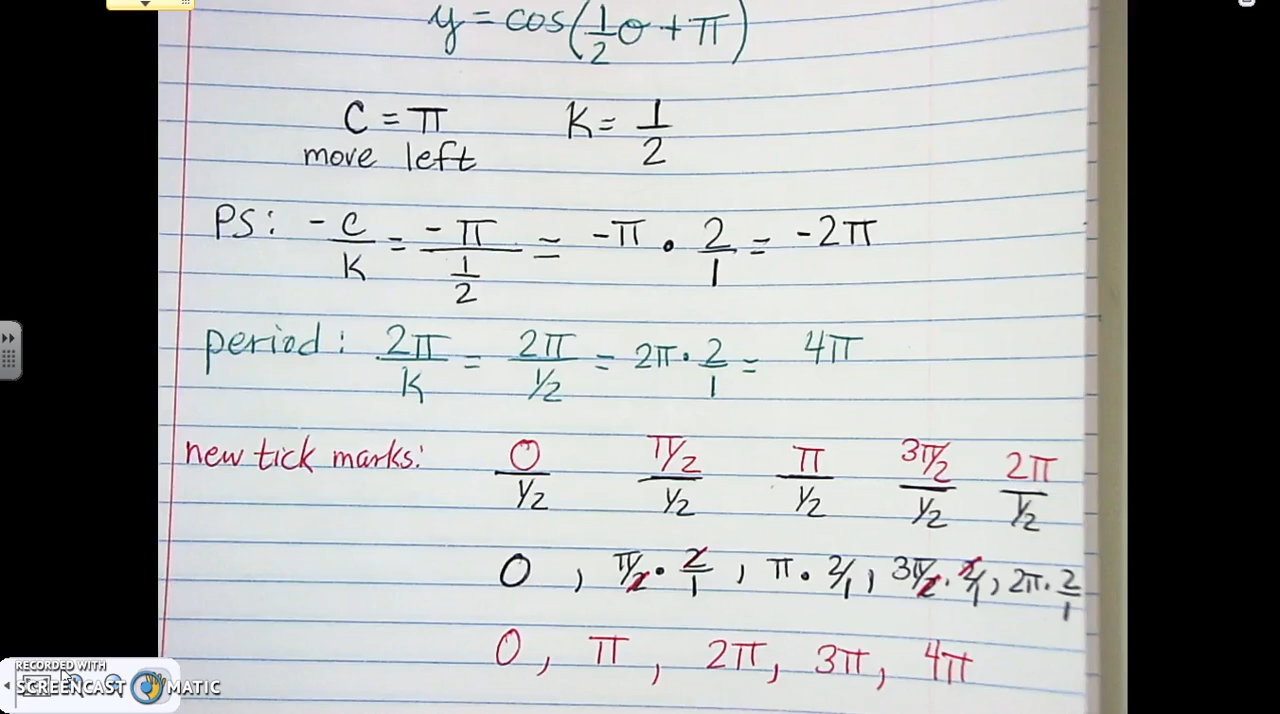 y = cos(1/2 θ + π)
C = π K = 1/2
move left
PS: -C/K = -π/(1/2) = -π · 2/1 = -2π
period: 2π/K = 2π/(1/2) = 2π · 2/1 = 4π
new tick marks: 0/(1/2) (π/2)/(1/2) π/(1/2) (3π/2)/(1/2) 2π/(1/2)
0, π/2 · 2/1, π · 2/1, 3π/2 · 2/1, 2π · 2/1
0, π, 2π, 3π, 4π
RECORDED WITH
SCREENCAST MATIC